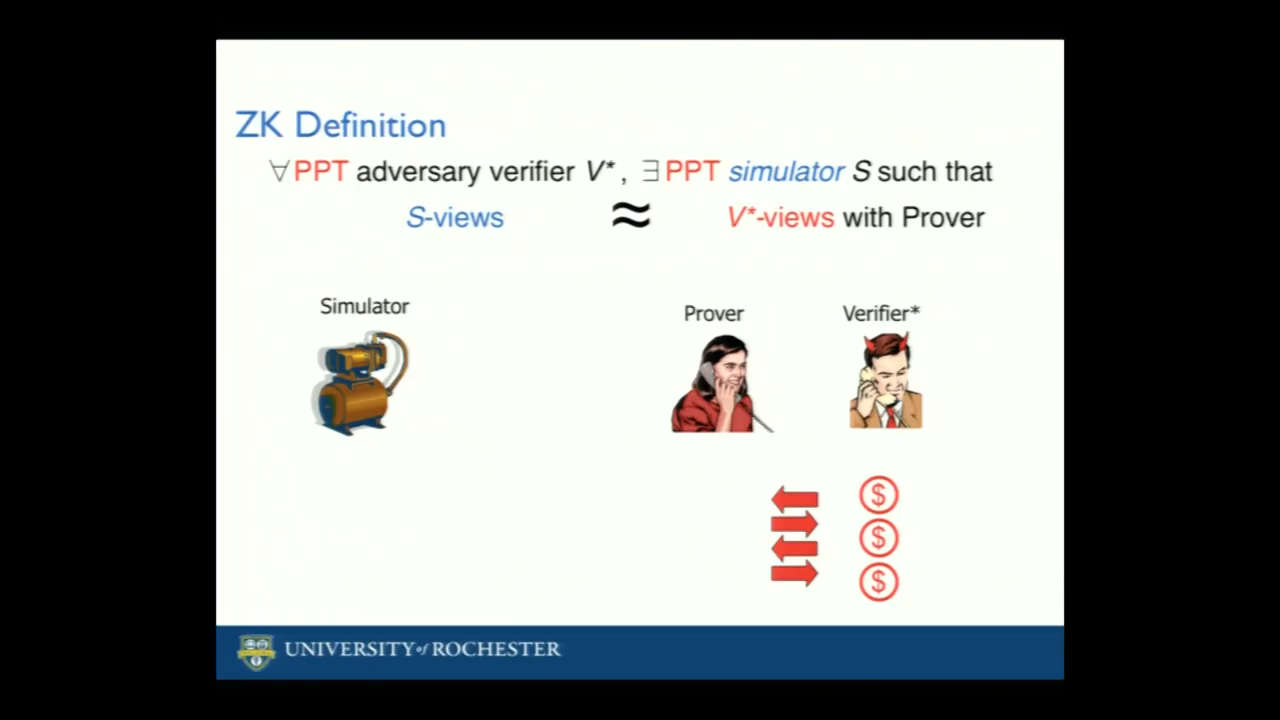 ZK Definition
∀ PPT adversary verifier V*, ∃ PPT simulator S such that
S-views ≈ V*-views with Prover
Simulator
Prover
Verifier*
$
$
$
UNIVERSITY of ROCHESTER